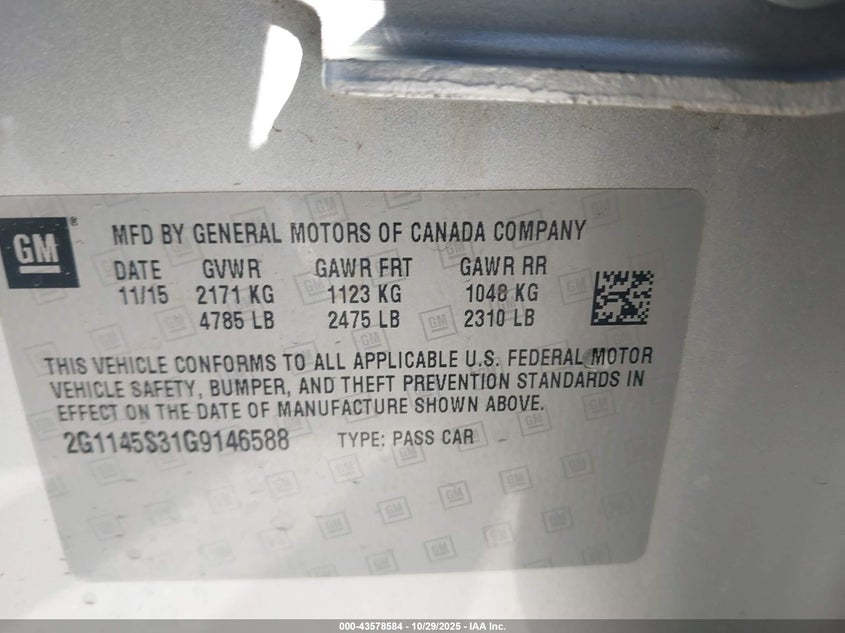 GM®
MFD BY GENERAL MOTORS OF CANADA COMPANY
DATE GVWR GAWR FRT GAWR RR
11/15 2171 KG 1123 KG 1048 KG
4785 LB 2475 LB 2310 LB
THIS VEHICLE CONFORMS TO ALL APPLICABLE U.S. FEDERAL MOTOR
VEHICLE SAFETY, BUMPER, AND THEFT PREVENTION STANDARDS IN
EFFECT ON THE DATE OF MANUFACTURE SHOWN ABOVE.
2G1145S31G9146588 TYPE: PASS CAR
000-43578584 | 10/29/2025 - IAA Inc.